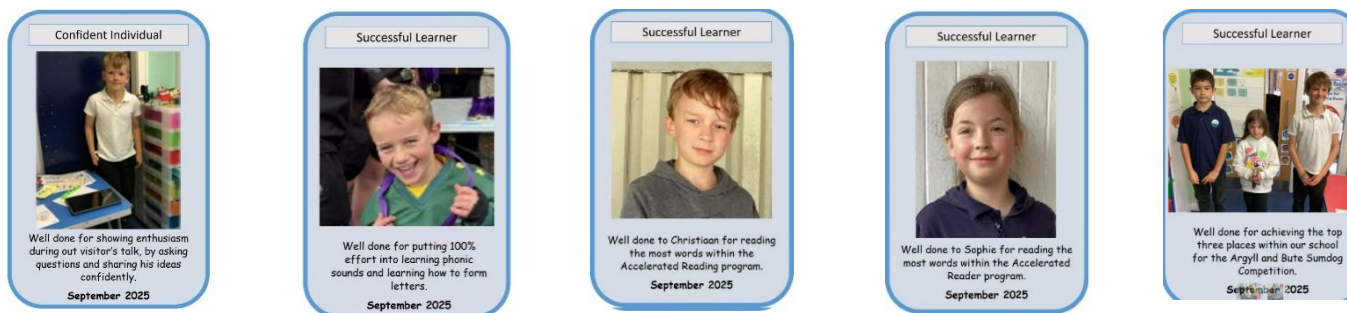 Confident Individual
Well done for showing enthusiasm
during out visitor's talk, by asking
questions and sharing his ideas
confidently.
September 2025
Successful Learner
Well done for putting 100%
effort into learning phonic
sounds and learning how to form
letters.
September 2025
Successful Learner
Well done to Christiaan for reading
the most words within the
Accelerated Reading program.
September 2025
Successful Learner
Well done to Sophie for reading the
most words within the Accelerated
Reader program.
September 2025
Successful Learner
Well done for achieving the top
three places within our school
for the Argyll and Bute Sumdog
Competition.
September 2025